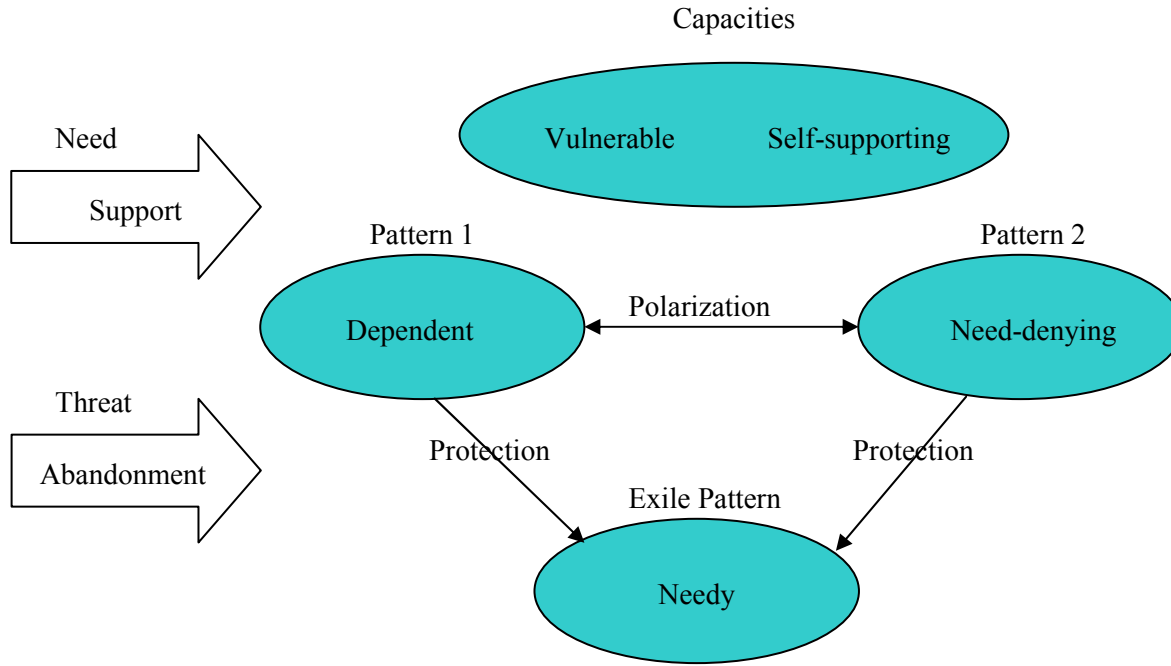 Capacities
Need
Vulnerable Self-supporting
Support
Pattern 1
Pattern 2
Polarization
Dependent
Need-denying
Threat
Abandonment
Protection
Protection
Exile Pattern
Needy